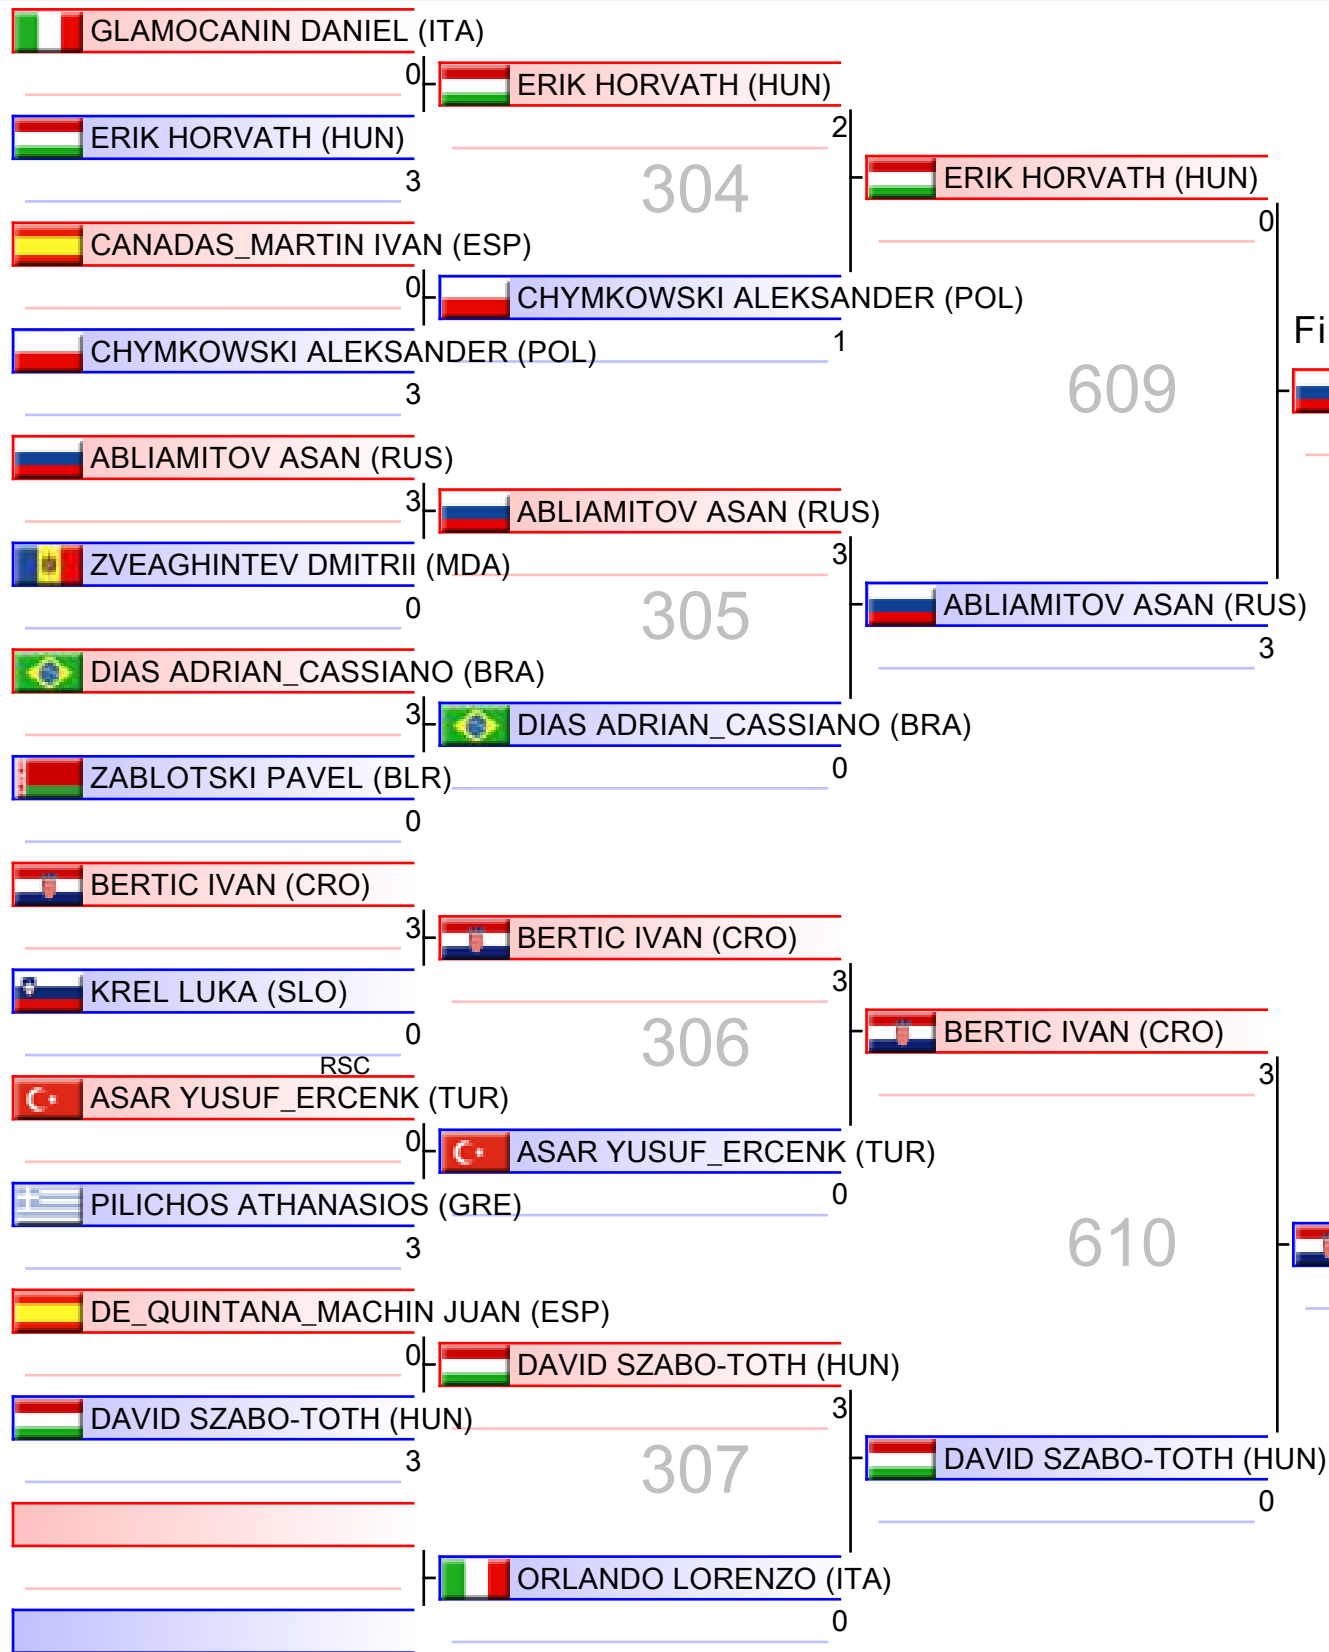 GLAMOCANIN DANIEL (ITA)
0
ERIK HORVATH (HUN)
3
CANADAS_MARTIN IVAN (ESP)
0
CHYMKOWSKI ALEKSANDER (POL)
3
ABLIAMITOV ASAN (RUS)
3
ZVEAGHINTEV DMITRII (MDA)
0
DIAS ADRIAN_CASSIANO (BRA)
3
ZABLOTSKI PAVEL (BLR)
0
BERTIC IVAN (CRO)
3
KREL LUKA (SLO)
0
RSC
ASAR YUSUF_ERCENK (TUR)
0
PILICHOS ATHANASIOS (GRE)
3
DE_QUINTANA_MACHIN JUAN (ESP)
0
DAVID SZABO-TOTH (HUN)
3
ERIK HORVATH (HUN)
2
304
CHYMKOWSKI ALEKSANDER (POL)
1
ABLIAMITOV ASAN (RUS)
3
305
DIAS ADRIAN_CASSIANO (BRA)
0
BERTIC IVAN (CRO)
3
306
ASAR YUSUF_ERCENK (TUR)
0
DAVID SZABO-TOTH (HUN)
3
307
ORLANDO LORENZO (ITA)
0
ERIK HORVATH (HUN)
0
609
ABLIAMITOV ASAN (RUS)
3
BERTIC IVAN (CRO)
3
610
DAVID SZABO-TOTH (HUN)
0
Fi